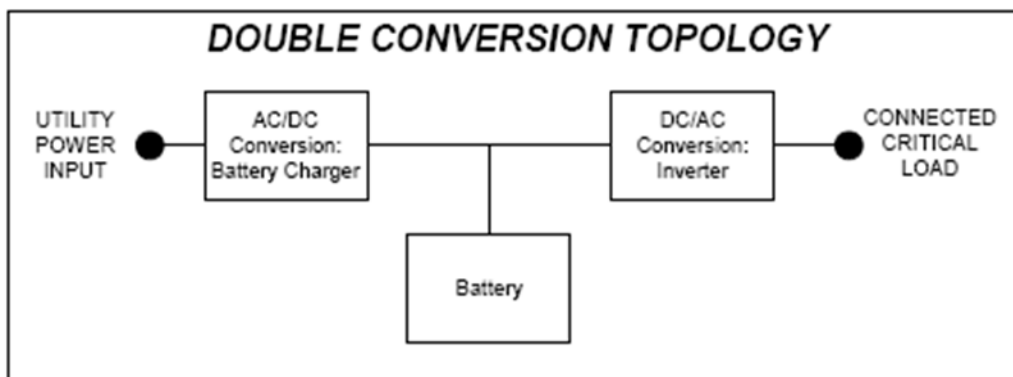 DOUBLE CONVERSION TOPOLOGY
UTILITY
POWER
INPUT
AC/DC
Conversion:
Battery Charger
DC/AC
Conversion:
Inverter
CONNECTED
CRITICAL
LOAD
Battery